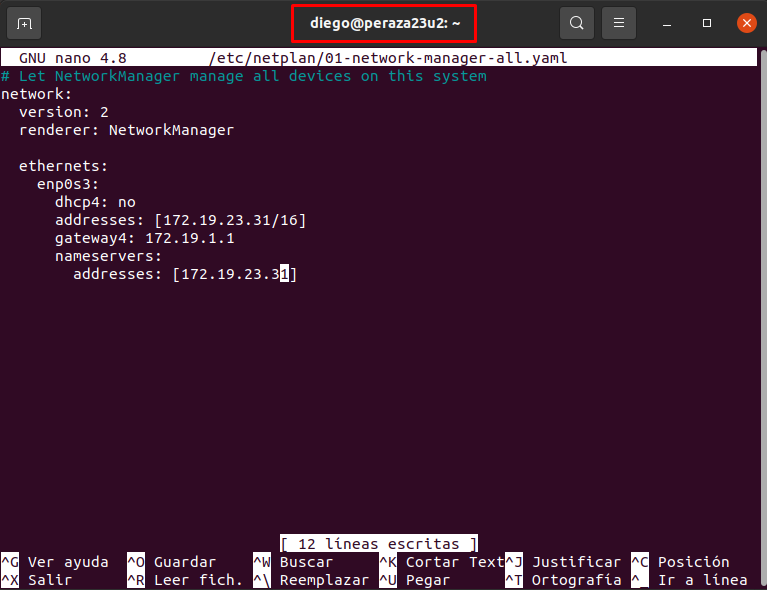 diego@peraza23u2: ~
GNU nano 4.8 /etc/netplan/01-network-manager-all.yaml
# Let NetworkManager manage all devices on this system
network:
  version: 2
  renderer: NetworkManager

  ethernets:
    enp0s3:
      dhcp4: no
      addresses: [172.19.23.31/16]
      gateway4: 172.19.1.1
      nameservers:
        addresses: [172.19.23.31]
[ 12 líneas escritas ]
^G Ver ayuda ^O Guardar ^W Buscar ^K Cortar Text ^J Justificar ^C Posición
^X Salir ^R Leer fich. ^\ Reemplazar ^U Pegar ^T Ortografía ^_ Ir a línea